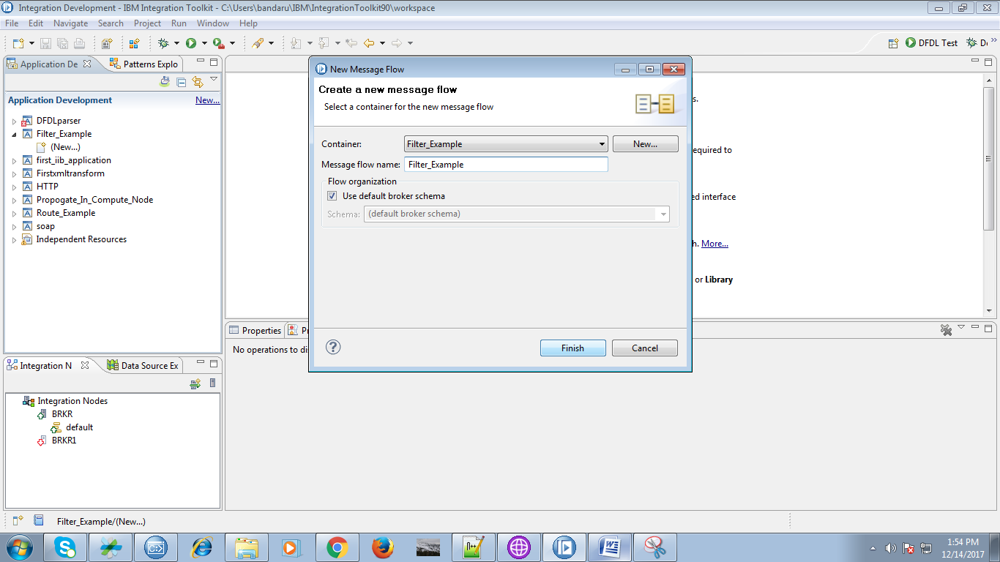 Integration Development - IBM Integration Toolkit - C:\Users\bandaru\IBM\IntegrationToolkit90\workspace
File Edit Navigate Search Project Run Window Help
DFDL Test
Application De
Patterns Explo
Application Development
New...
DFDLparser
Filter_Example
(New...)
first_iib_application
Firstxmltransform
HTTP
Propogate_In_Compute_Node
Route_Example
soap
Independent Resources
New Message Flow
Create a new message flow
Select a container for the new message flow
Container: Filter_Example New...
Message flow name: Filter_Example
Flow organization
Use default broker schema
Schema: (default broker schema)
Finish Cancel
s.
equired to
ed interface
h. More...
or Library
Properties
No operations to di
Integration N
Data Source Ex
Integration Nodes
BRKR
default
BRKR1
Filter_Example/(New...)
1:54 PM
12/14/2017